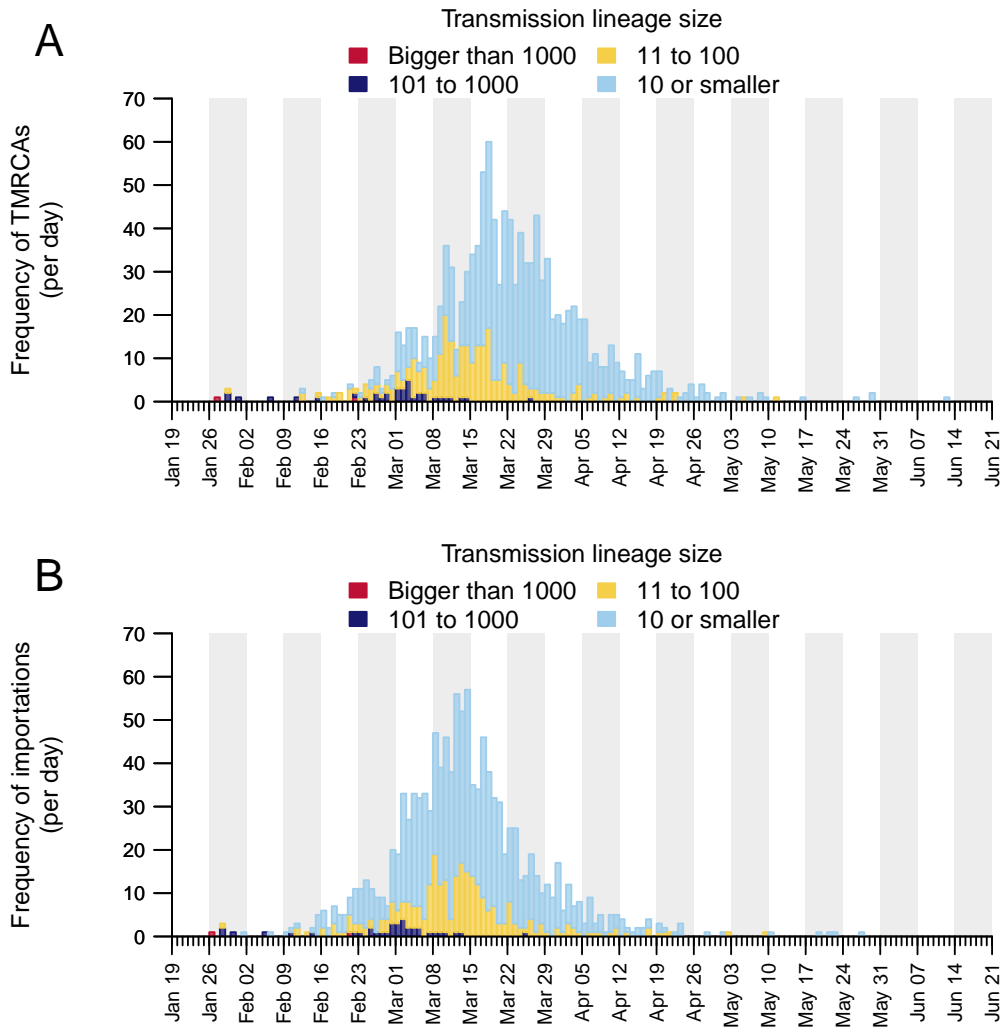 A
Transmission lineage size
Bigger than 1000
11 to 100
101 to 1000
10 or smaller
Frequency of TMRCAs
(per day)
70
60
50
40
30
20
10
0
Jan 19
Jan 26
Feb 02
Feb 09
Feb 16
Feb 23
Mar 01
Mar 08
Mar 15
Mar 22
Mar 29
Apr 05
Apr 12
Apr 19
Apr 26
May 03
May 10
May 17
May 24
May 31
Jun 07
Jun 14
Jun 21
B
Transmission lineage size
Bigger than 1000
11 to 100
101 to 1000
10 or smaller
Frequency of importations
(per day)
70
60
50
40
30
20
10
0
Jan 19
Jan 26
Feb 02
Feb 09
Feb 16
Feb 23
Mar 01
Mar 08
Mar 15
Mar 22
Mar 29
Apr 05
Apr 12
Apr 19
Apr 26
May 03
May 10
May 17
May 24
May 31
Jun 07
Jun 14
Jun 21